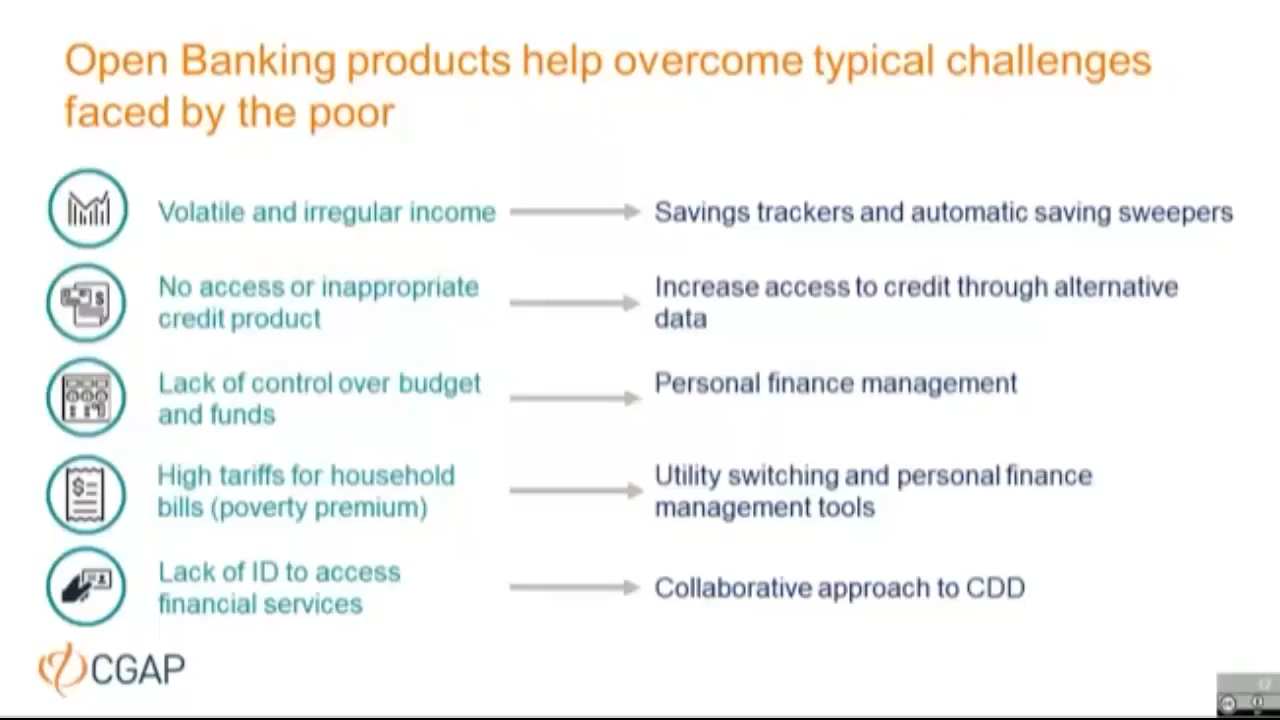 Open Banking products help overcome typical challenges
faced by the poor
Volatile and irregular income
Savings trackers and automatic saving sweepers
No access or inappropriate
credit product
Increase access to credit through alternative
data
Lack of control over budget
and funds
Personal finance management
High tariffs for household
bills (poverty premium)
Utility switching and personal finance
management tools
Lack of ID to access
financial services
Collaborative approach to CDD
CGAP